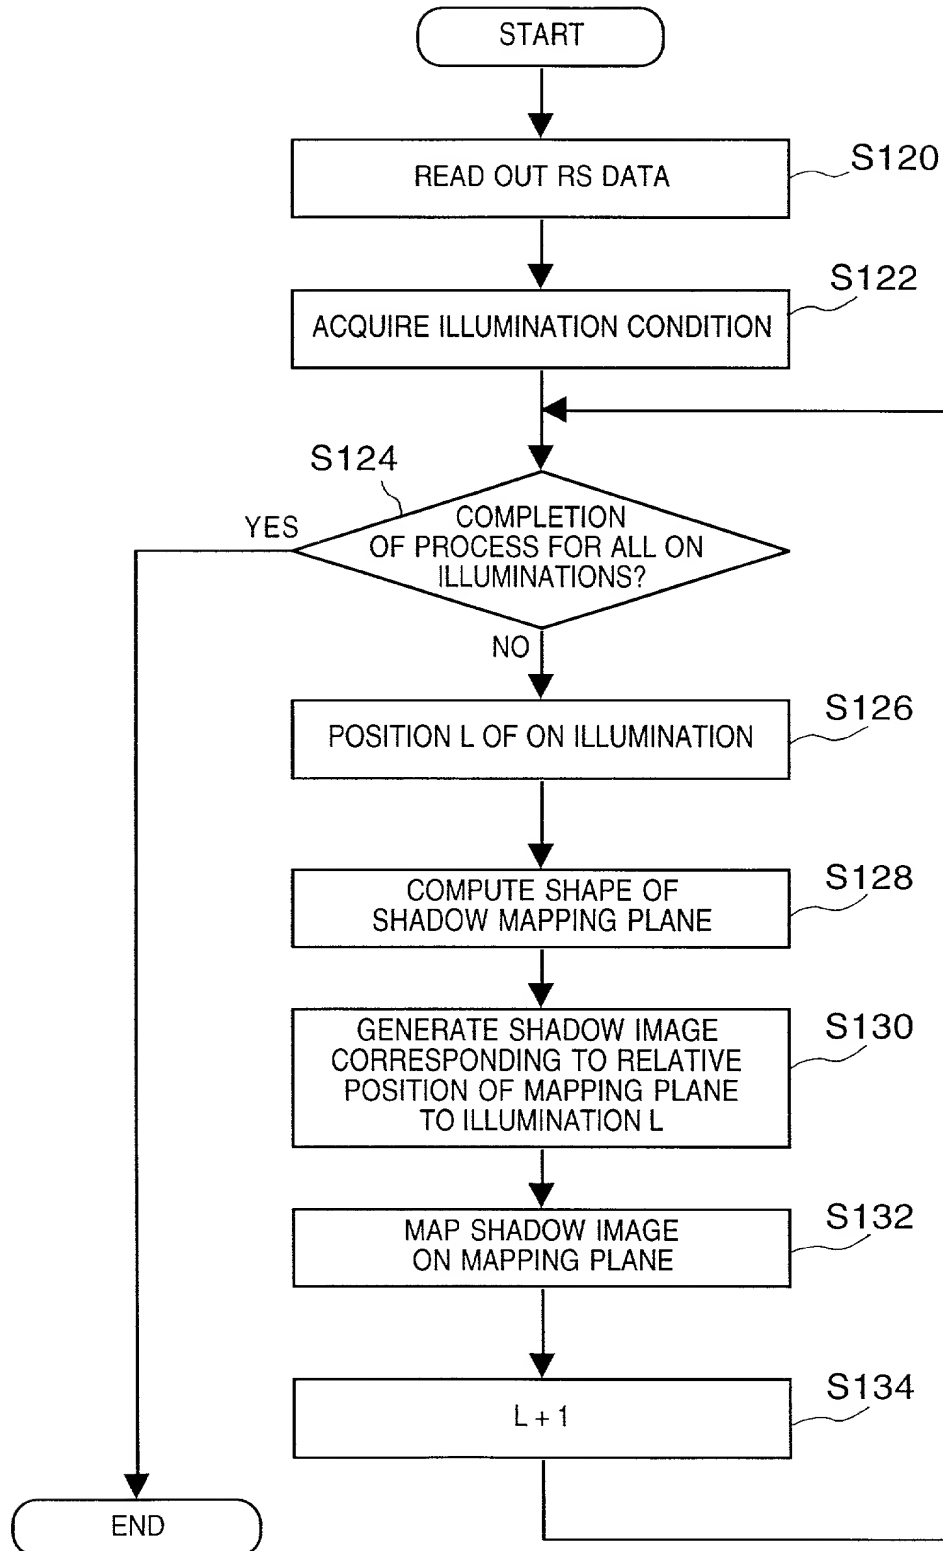 START
READ OUT RS DATA
S120
ACQUIRE ILLUMINATION CONDITION
S122
S124
YES
COMPLETION
OF PROCESS FOR ALL ON
ILLUMINATIONS?
NO
POSITION L OF ON ILLUMINATION
S126
COMPUTE SHAPE OF
SHADOW MAPPING PLANE
S128
GENERATE SHADOW IMAGE
CORRESPONDING TO RELATIVE
POSITION OF MAPPING PLANE
TO ILLUMINATION L
S130
MAP SHADOW IMAGE
ON MAPPING PLANE
S132
L + 1
S134
END